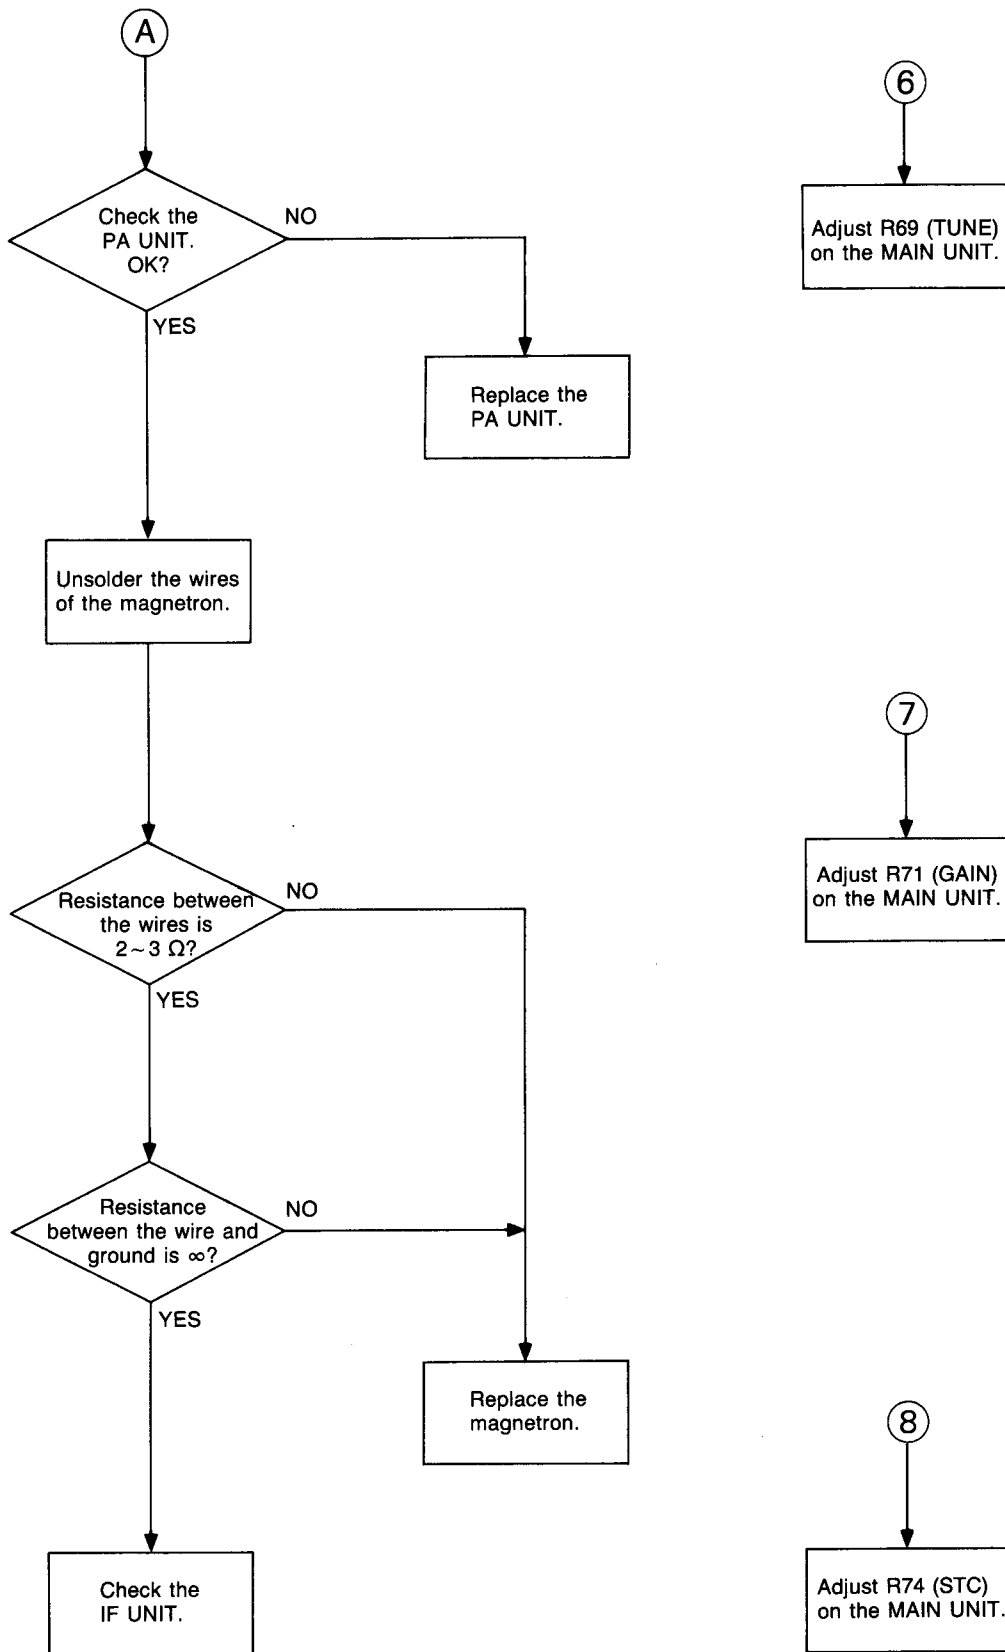 A
Check the
PA UNIT.
OK?
NO
YES
Replace the
PA UNIT.
Unsolder the wires
of the magnetron.
Resistance between
the wires is
2~3 Ω?
NO
YES
Resistance
between the wire and
ground is ∞?
NO
YES
Replace the
magnetron.
Check the
IF UNIT.
6
Adjust R69 (TUNE)
on the MAIN UNIT.
7
Adjust R71 (GAIN)
on the MAIN UNIT.
8
Adjust R74 (STC)
on the MAIN UNIT.